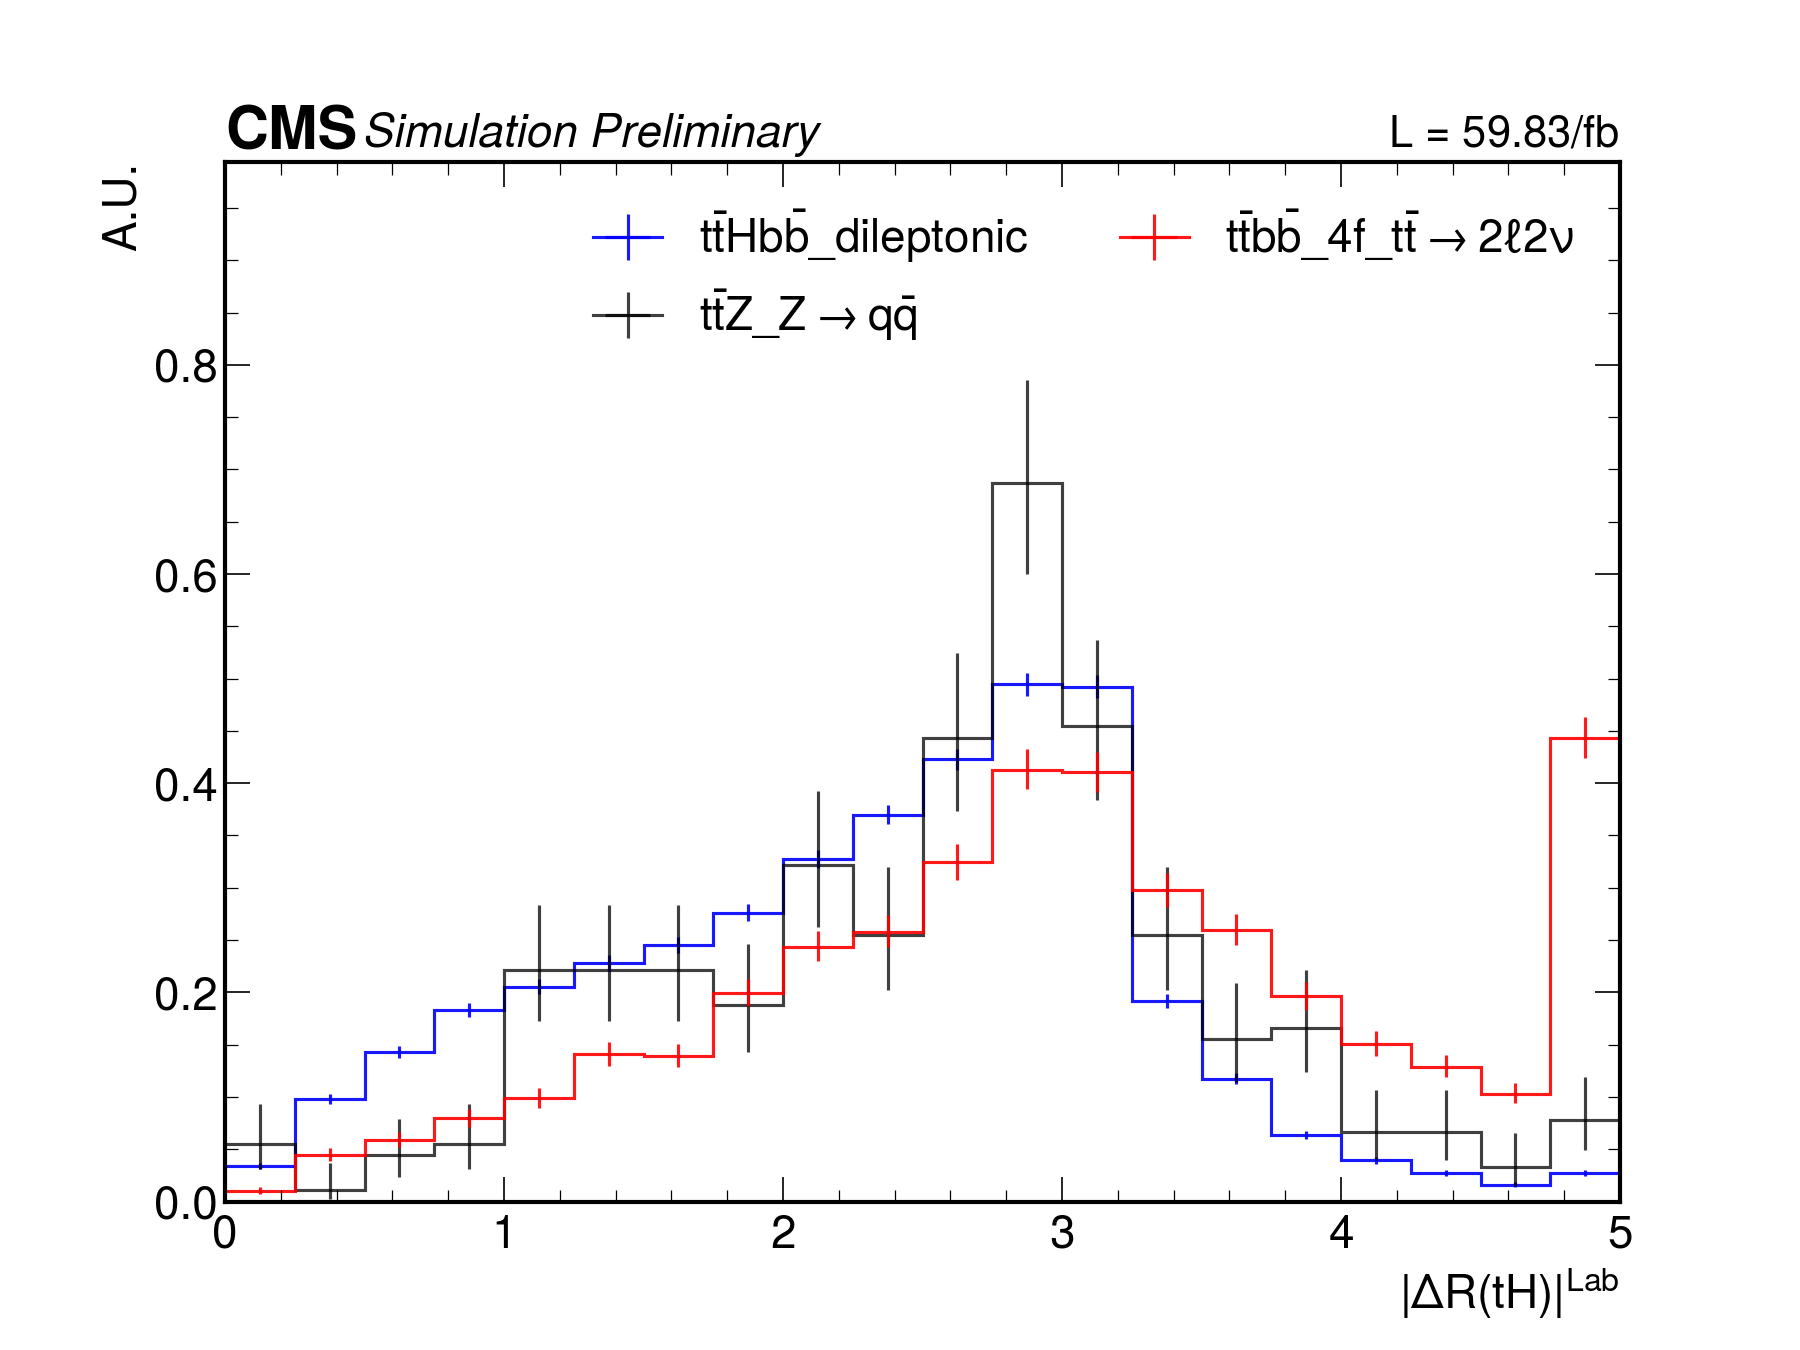 CMS Simulation Preliminary L = 59.83/fb
A.U.
tt̄Hbb̄_dileptonic tt̄bb̄_4f_tt̄ → 2ℓ2ν
tt̄Z_Z → qq̄
0.8
0.6
0.4
0.2
0.0
0 1 2 3 4 5
|ΔR(tH)|^Lab